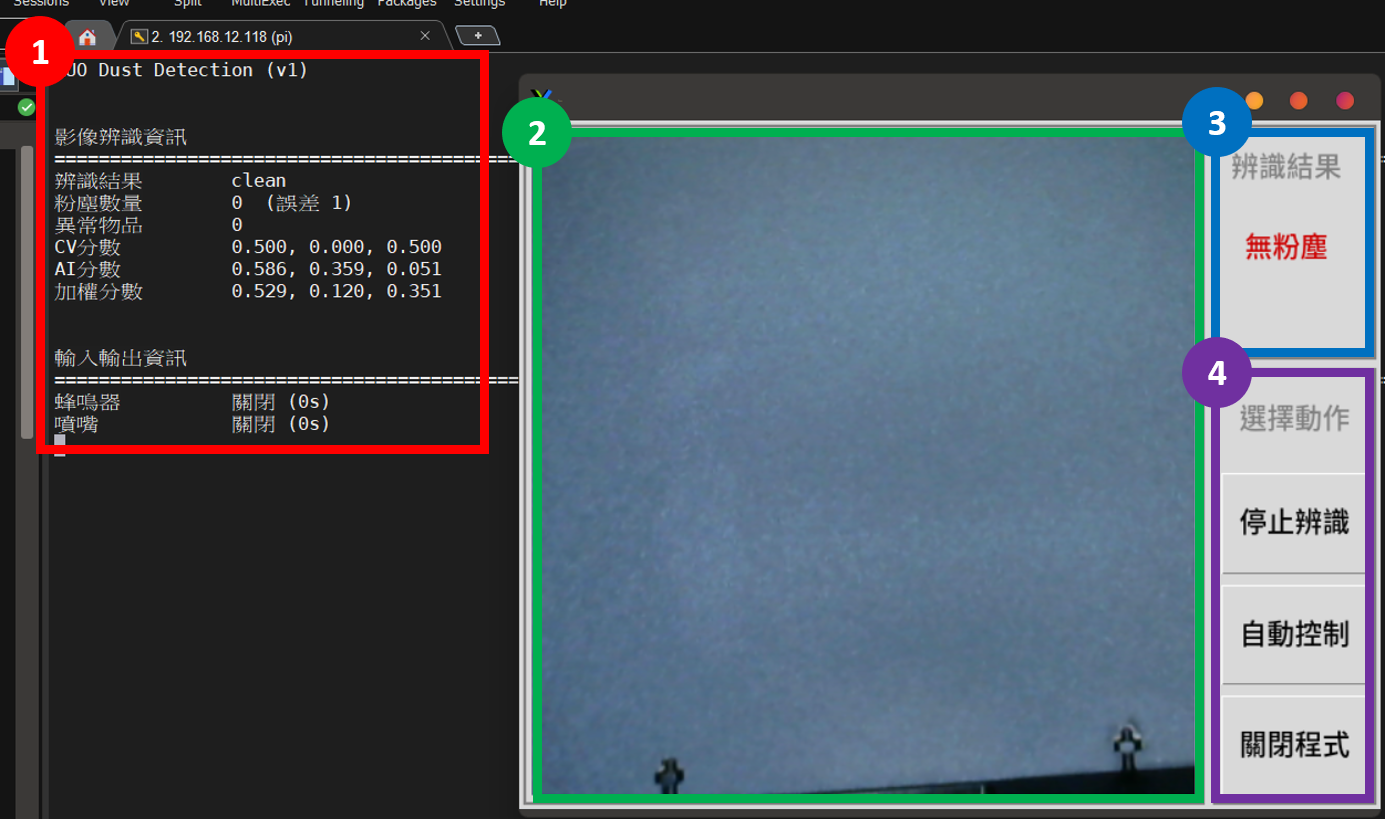 Sessions View Split MultiExec Tunneling Packages Settings Help
2. 192.168.12.118 (pi)
1
JO Dust Detection (v1)
影像辨識資訊
==========================================
辨識結果 clean
粉塵數量 0 (誤差 1)
異常物品 0
CV分數 0.500, 0.000, 0.500
AI分數 0.586, 0.359, 0.051
加權分數 0.529, 0.120, 0.351
輸入輸出資訊
==========================================
蜂鳴器 關閉 (0s)
噴嘴 關閉 (0s)
2
3
辨識結果
無粉塵
4
選擇動作
停止辨識
自動控制
關閉程式